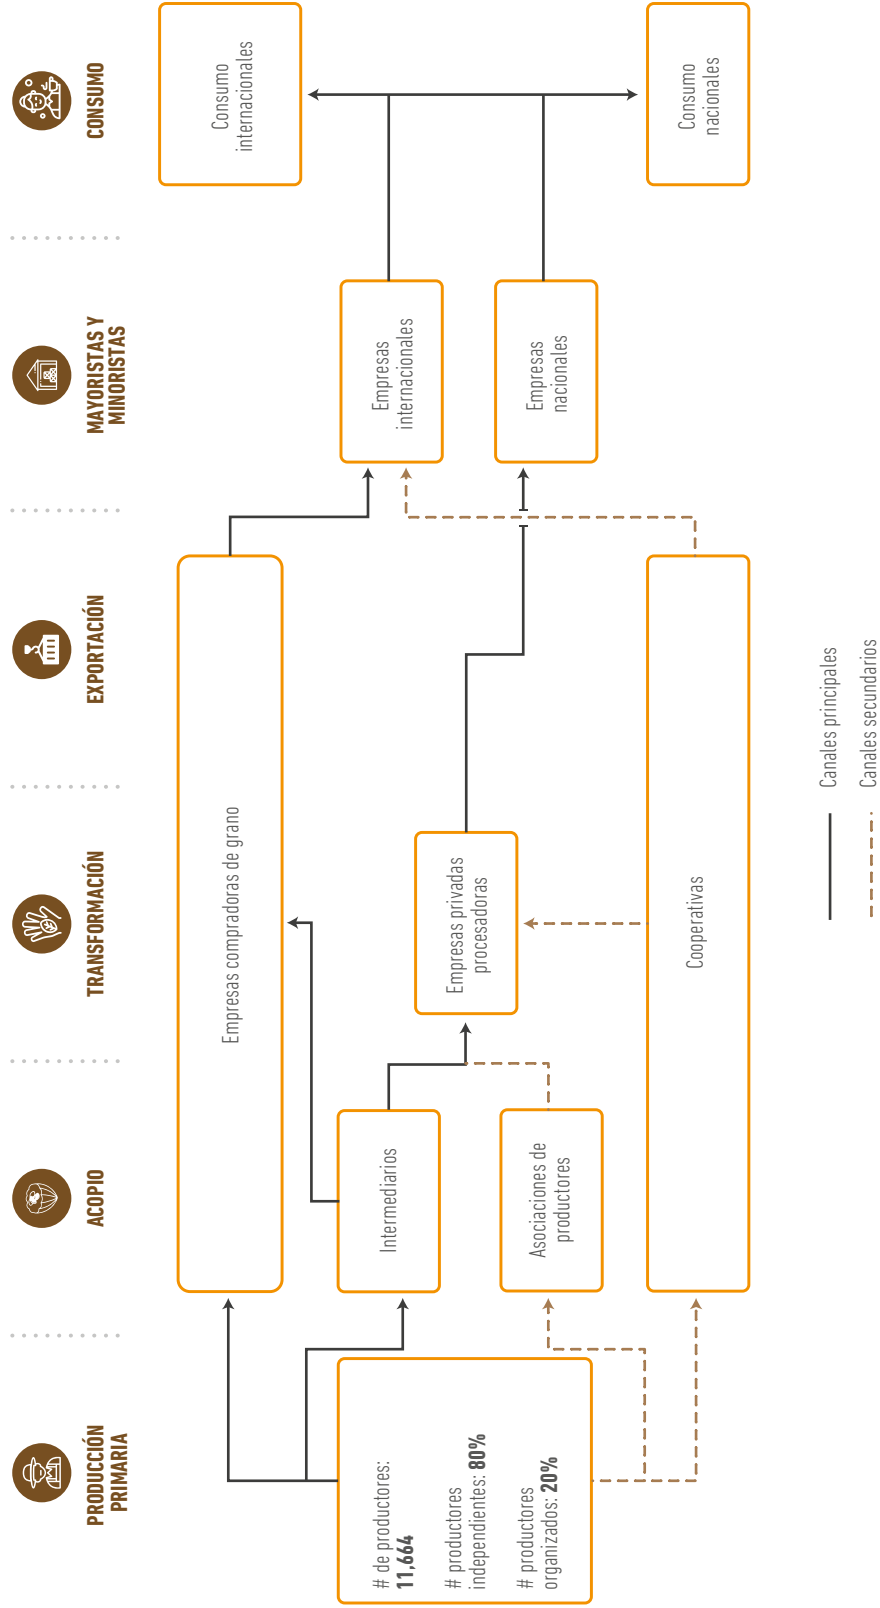 PRODUCCIÓN
PRIMARIA
ACOPIO
TRANSFORMACIÓN
EXPORTACIÓN
MAYORISTAS Y
MINORISTAS
CONSUMO
# de productores:
11,664
# productores
independientes: 80%
# productores
organizados: 20%
Empresas compradoras de grano
Intermediarios
Asociaciones de
productores
Empresas privadas
procesadoras
Cooperativas
Empresas
internacionales
Empresas
nacionales
Consumo
internacionales
Consumo
nacionales
Canales principales
Canales secundarios